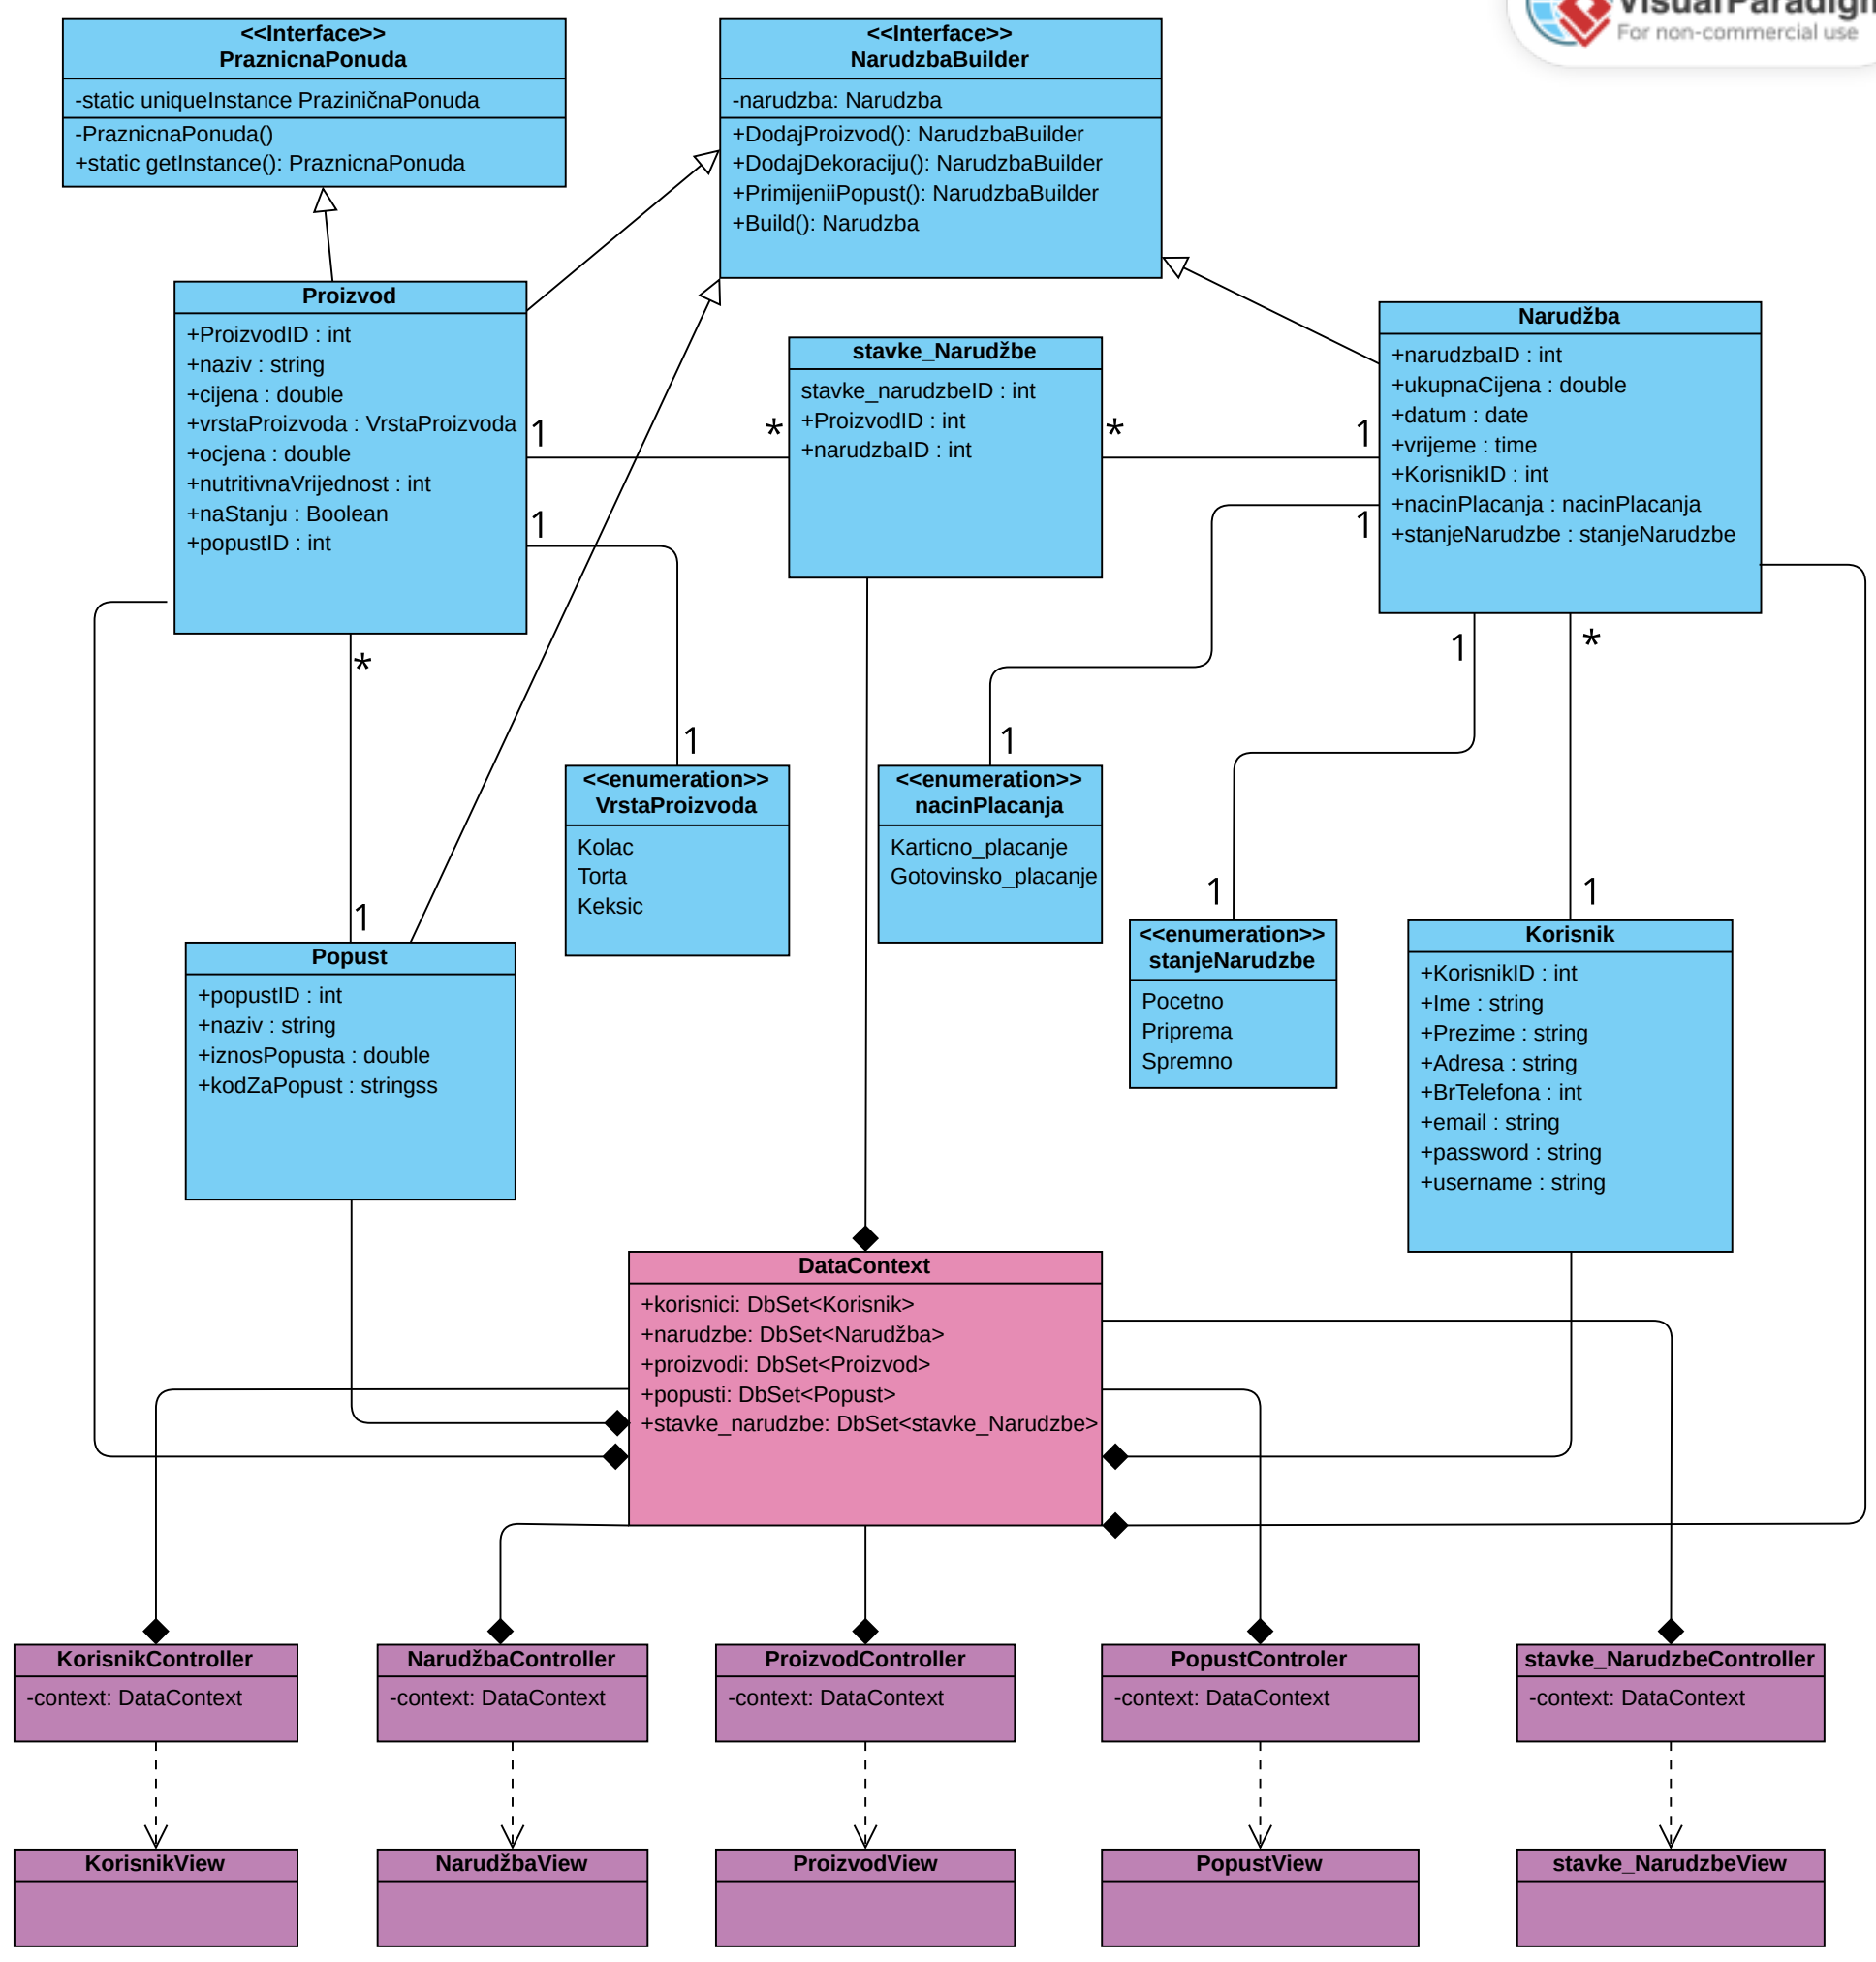 VisualParadigm
For non-commercial use
<<Interface>>
PraznicnaPonuda
-static uniqueInstance PraziničnaPonuda
-PraznicnaPonuda()
+static getInstance(): PraznicnaPonuda
<<Interface>>
NarudzbaBuilder
-narudzba: Narudzba
+DodajProizvod(): NarudzbaBuilder
+DodajDekoraciju(): NarudzbaBuilder
+PrimijeniiPopust(): NarudzbaBuilder
+Build(): Narudzba
Proizvod
+ProizvodID : int
+naziv : string
+cijena : double
+vrstaProizvoda : VrstaProizvoda
+ocjena : double
+nutritivnaVrijednost : int
+naStanju : Boolean
+popustID : int
1
*
1
stavke_Narudžbe
stavke_narudzbeID : int
+ProizvodID : int
+narudzbaID : int
*
1
1
Narudžba
+narudzbaID : int
+ukupnaCijena : double
+datum : date
+vrijeme : time
+KorisnikID : int
+nacinPlacanja : nacinPlacanja
+stanjeNarudzbe : stanjeNarudzbe
*
1
*
1
1
1
1
1
<<enumeration>>
VrstaProizvoda
Kolac
Torta
Keksic
<<enumeration>>
nacinPlacanja
Karticno_placanje
Gotovinsko_placanje
<<enumeration>>
stanjeNarudzbe
Pocetno
Priprema
Spremno
Korisnik
+KorisnikID : int
+Ime : string
+Prezime : string
+Adresa : string
+BrTelefona : int
+email : string
+password : string
+username : string
Popust
+popustID : int
+naziv : string
+iznosPopusta : double
+kodZaPopust : stringss
DataContext
+korisnici: DbSet<Korisnik>
+narudzbe: DbSet<Narudžba>
+proizvodi: DbSet<Proizvod>
+popusti: DbSet<Popust>
+stavke_narudzbe: DbSet<stavke_Narudzbe>
KorisnikController
-context: DataContext
NarudžbaController
-context: DataContext
ProizvodController
-context: DataContext
PopustControler
-context: DataContext
stavke_NarudzbeController
-context: DataContext
KorisnikView
NarudžbaView
ProizvodView
PopustView
stavke_NarudzbeView